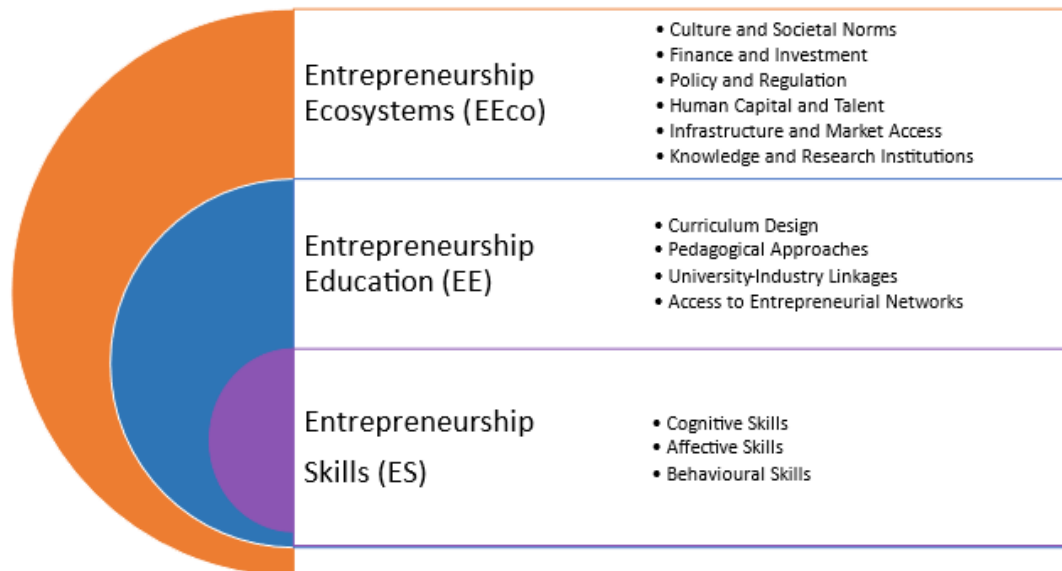 Entrepreneurship
Ecosystems (EEco)
• Culture and Societal Norms
• Finance and Investment
• Policy and Regulation
• Human Capital and Talent
• Infrastructure and Market Access
• Knowledge and Research Institutions
Entrepreneurship
Education (EE)
• Curriculum Design
• Pedagogical Approaches
• University-Industry Linkages
• Access to Entrepreneurial Networks
Entrepreneurship
Skills (ES)
• Cognitive Skills
• Affective Skills
• Behavioural Skills